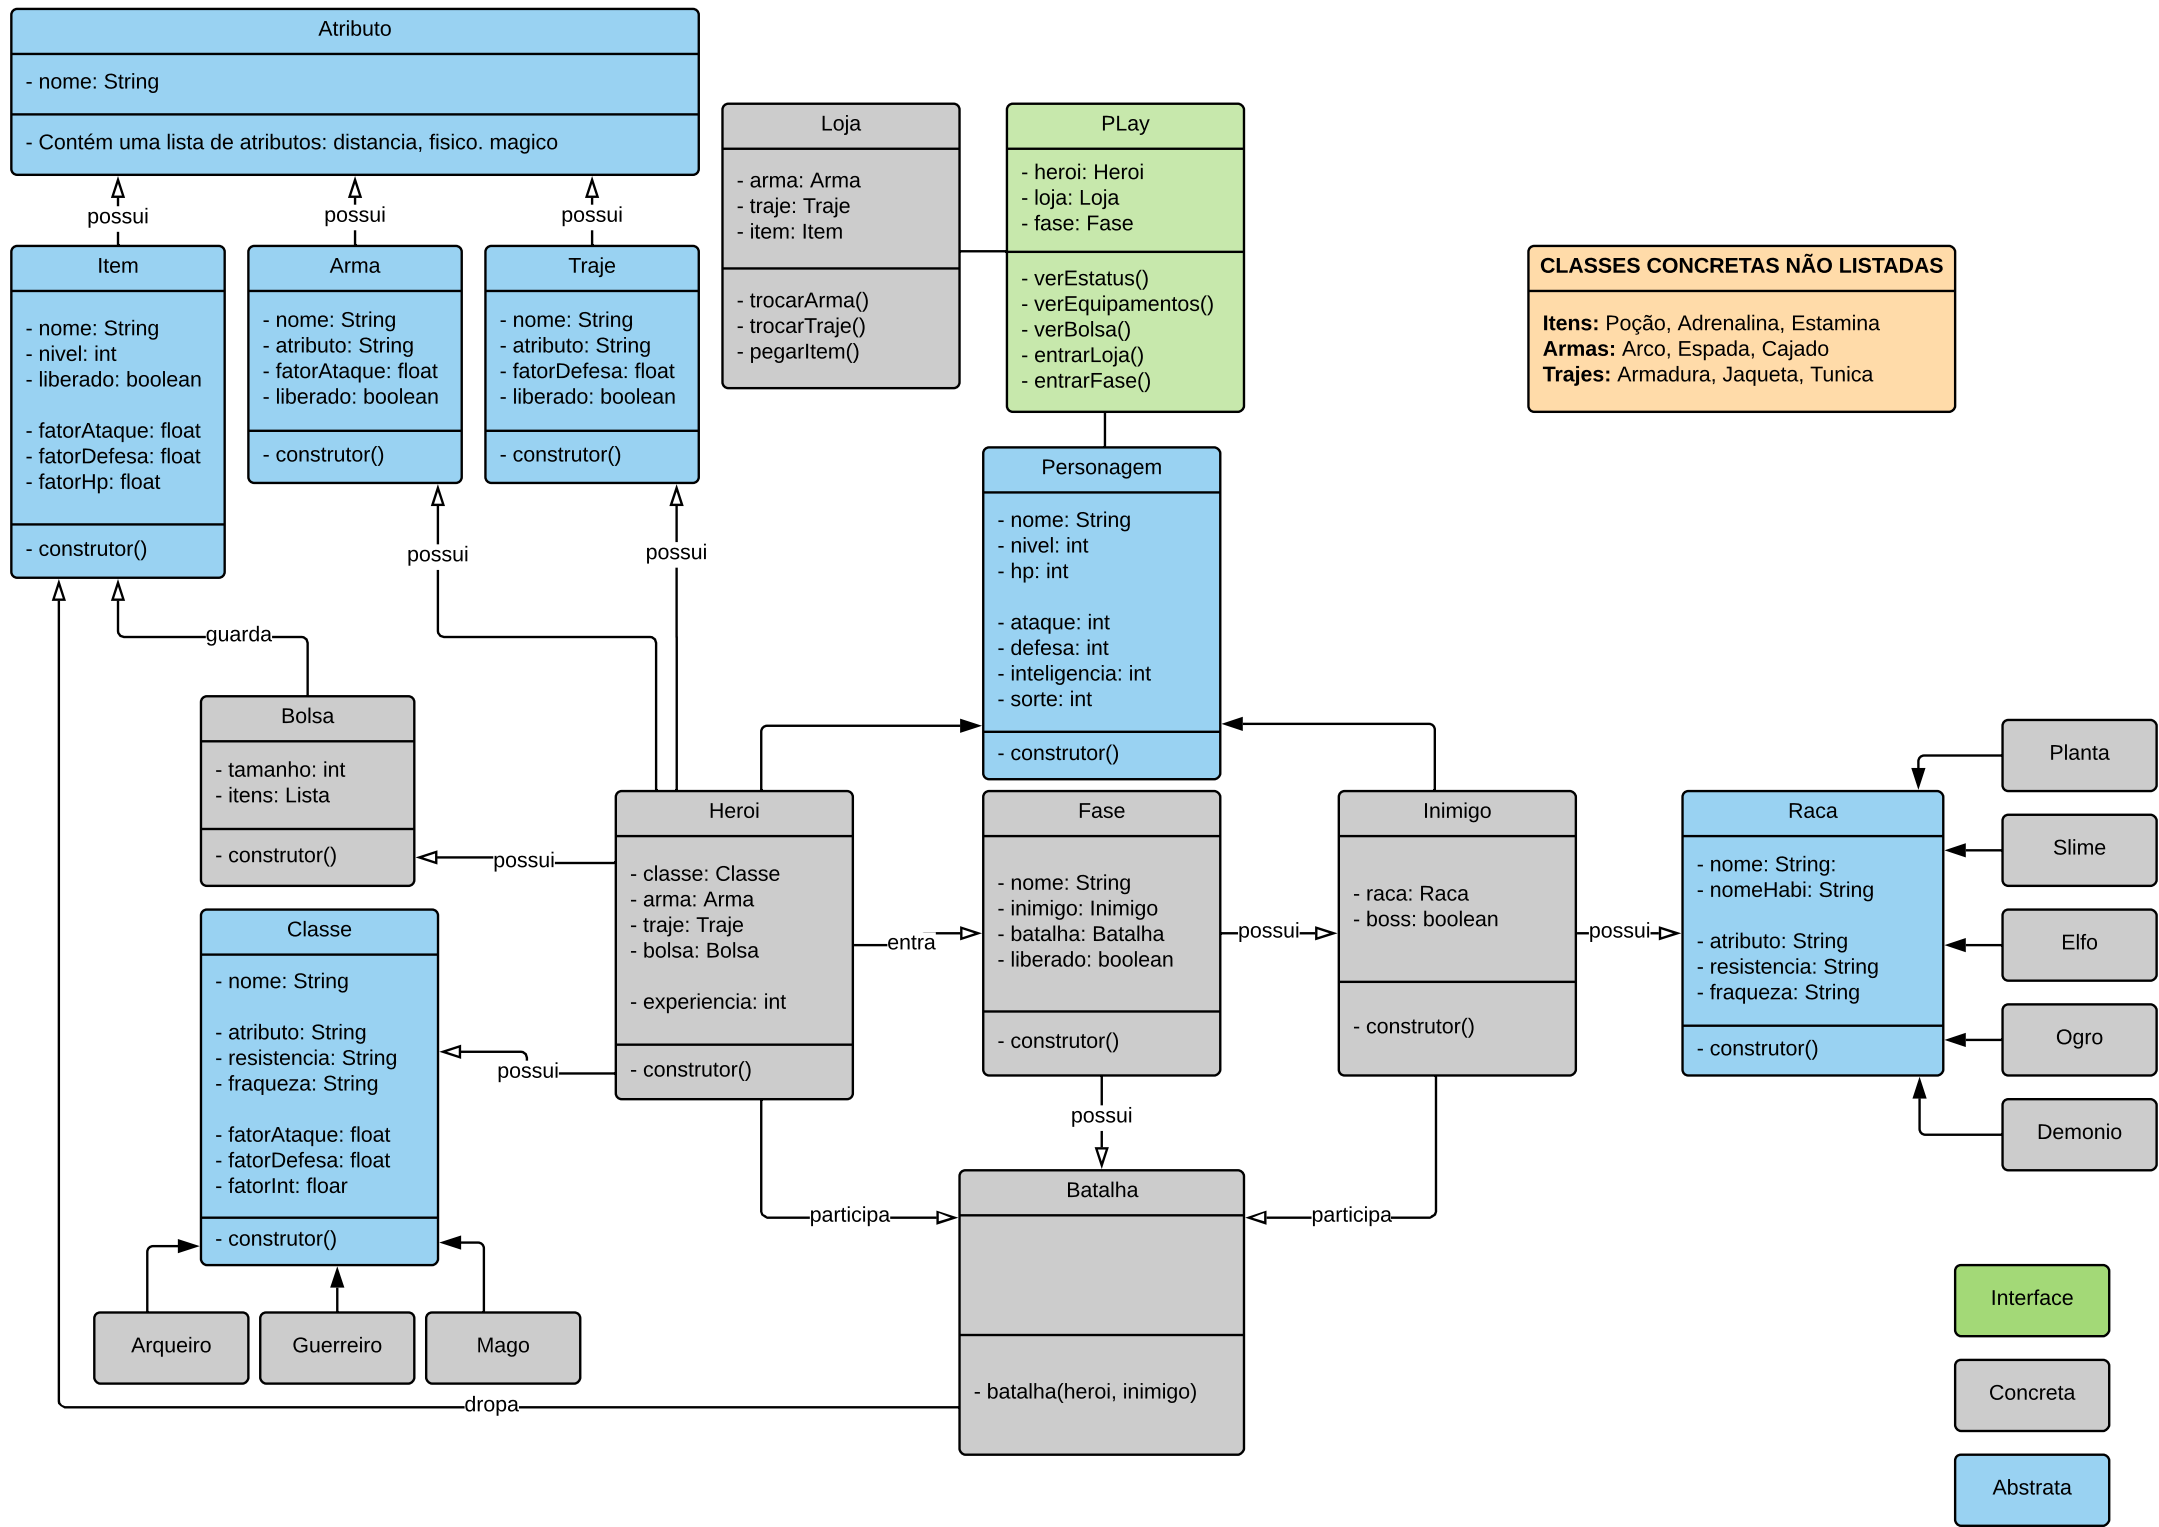 Atributo
- nome: String
- Contém uma lista de atributos: distancia, fisico. magico
possui
possui
possui
Item
- nome: String
- nivel: int
- liberado: boolean
- fatorAtaque: float
- fatorDefesa: float
- fatorHp: float
- construtor()
Arma
- nome: String
- atributo: String
- fatorAtaque: float
- liberado: boolean
- construtor()
Traje
- nome: String
- atributo: String
- fatorDefesa: float
- liberado: boolean
- construtor()
Loja
- arma: Arma
- traje: Traje
- item: Item
- trocarArma()
- trocarTraje()
- pegarItem()
PLay
- heroi: Heroi
- loja: Loja
- fase: Fase
- verEstatus()
- verEquipamentos()
- verBolsa()
- entrarLoja()
- entrarFase()
CLASSES CONCRETAS NÃO LISTADAS
Itens: Poção, Adrenalina, Estamina
Armas: Arco, Espada, Cajado
Trajes: Armadura, Jaqueta, Tunica
Personagem
- nome: String
- nivel: int
- hp: int
- ataque: int
- defesa: int
- inteligencia: int
- sorte: int
- construtor()
possui
possui
guarda
Bolsa
- tamanho: int
- itens: Lista
- construtor()
possui
Heroi
- classe: Classe
- arma: Arma
- traje: Traje
- bolsa: Bolsa
- experiencia: int
- construtor()
entra
Fase
- nome: String
- inimigo: Inimigo
- batalha: Batalha
- liberado: boolean
- construtor()
possui
Inimigo
- raca: Raca
- boss: boolean
- construtor()
possui
Raca
- nome: String:
- nomeHabi: String
- atributo: String
- resistencia: String
- fraqueza: String
- construtor()
Planta
Slime
Elfo
Ogro
Demonio
Classe
- nome: String
- atributo: String
- resistencia: String
- fraqueza: String
- fatorAtaque: float
- fatorDefesa: float
- fatorInt: floar
- construtor()
possui
possui
participa
participa
Batalha
- batalha(heroi, inimigo)
Arqueiro
Guerreiro
Mago
dropa
Interface
Concreta
Abstrata